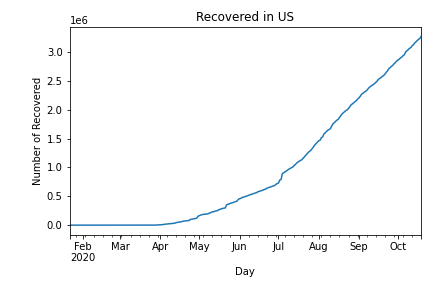 Recovered in US
1e6
Number of Recovered
3.0
2.5
2.0
1.5
1.0
0.5
0.0
Feb Mar Apr May Jun Jul Aug Sep Oct
2020
Day